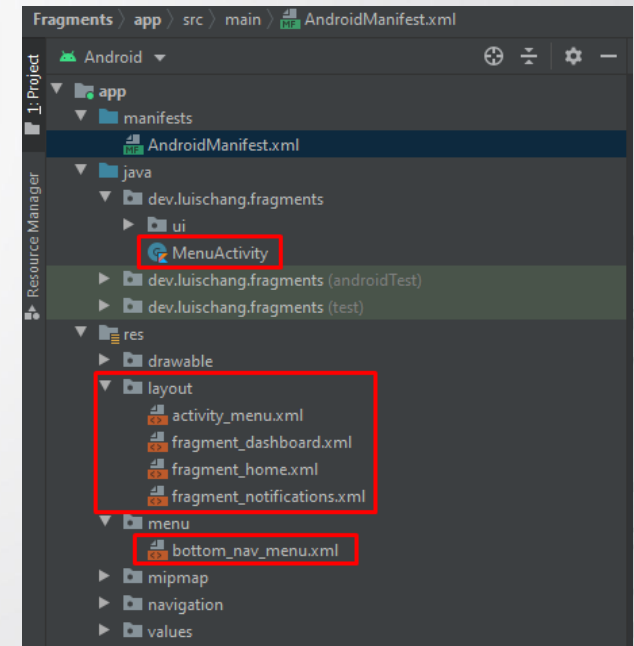 Fragments app src main AndroidManifest.xml
Android
1: Project
Resource Manager
app
manifests
AndroidManifest.xml
java
dev.luischang.fragments
ui
MenuActivity
dev.luischang.fragments (androidTest)
dev.luischang.fragments (test)
res
drawable
layout
activity_menu.xml
fragment_dashboard.xml
fragment_home.xml
fragment_notifications.xml
menu
bottom_nav_menu.xml
mipmap
navigation
values